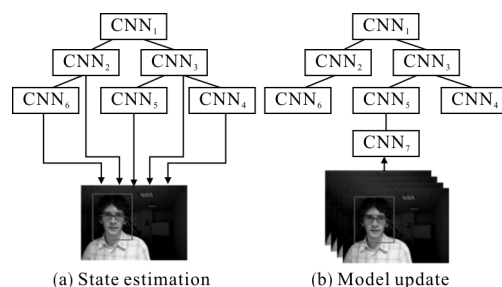 CNN₁
CNN₂
CNN₃
CNN₆
CNN₅
CNN₄
(a) State estimation
CNN₁
CNN₂
CNN₃
CNN₆
CNN₅
CNN₄
CNN₇
(b) Model update